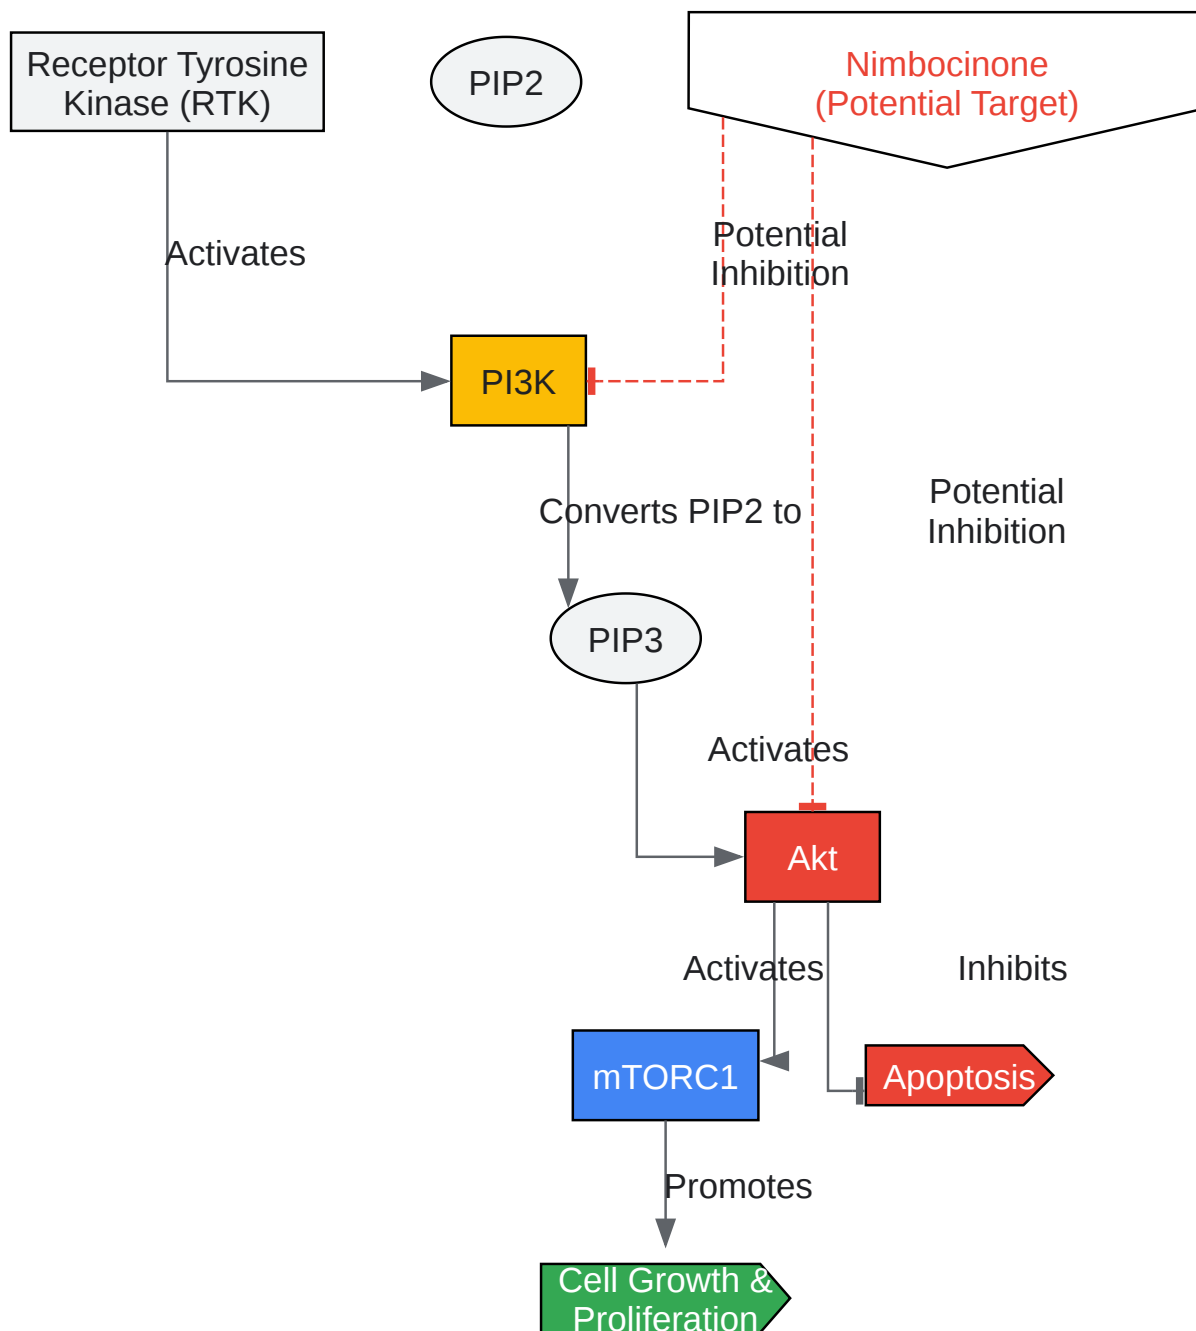 Receptor Tyrosine
Kinase (RTK)
PIP2
Nimbocinone
(Potential Target)
Activates
Potential
Inhibition
PI3K
Converts PIP2 to
Potential
Inhibition
PIP3
Activates
Akt
Activates
Inhibits
mTORC1
Apoptosis
Promotes
Cell Growth &
Proliferation